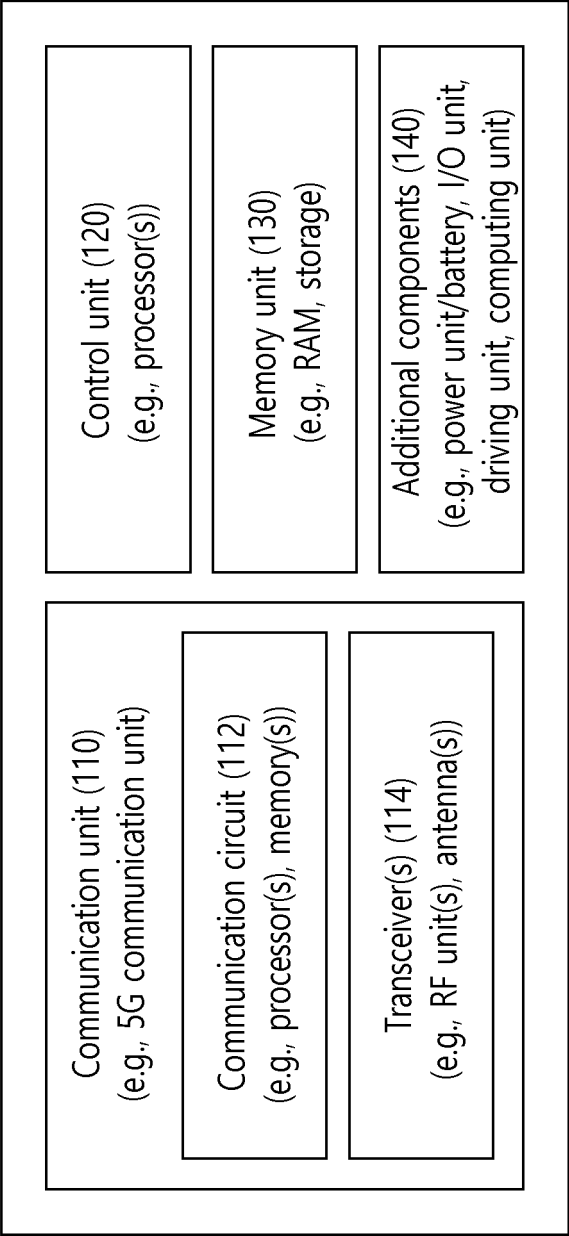 Communication unit (110)
(e.g., 5G communication unit)
Communication circuit (112)
(e.g., processor(s), memory(s))
Transceiver(s) (114)
(e.g., RF unit(s), antenna(s))
Control unit (120)
(e.g., processor(s))
Memory unit (130)
(e.g., RAM, storage)
Additional components (140)
(e.g., power unit/battery, I/O unit,
driving unit, computing unit)